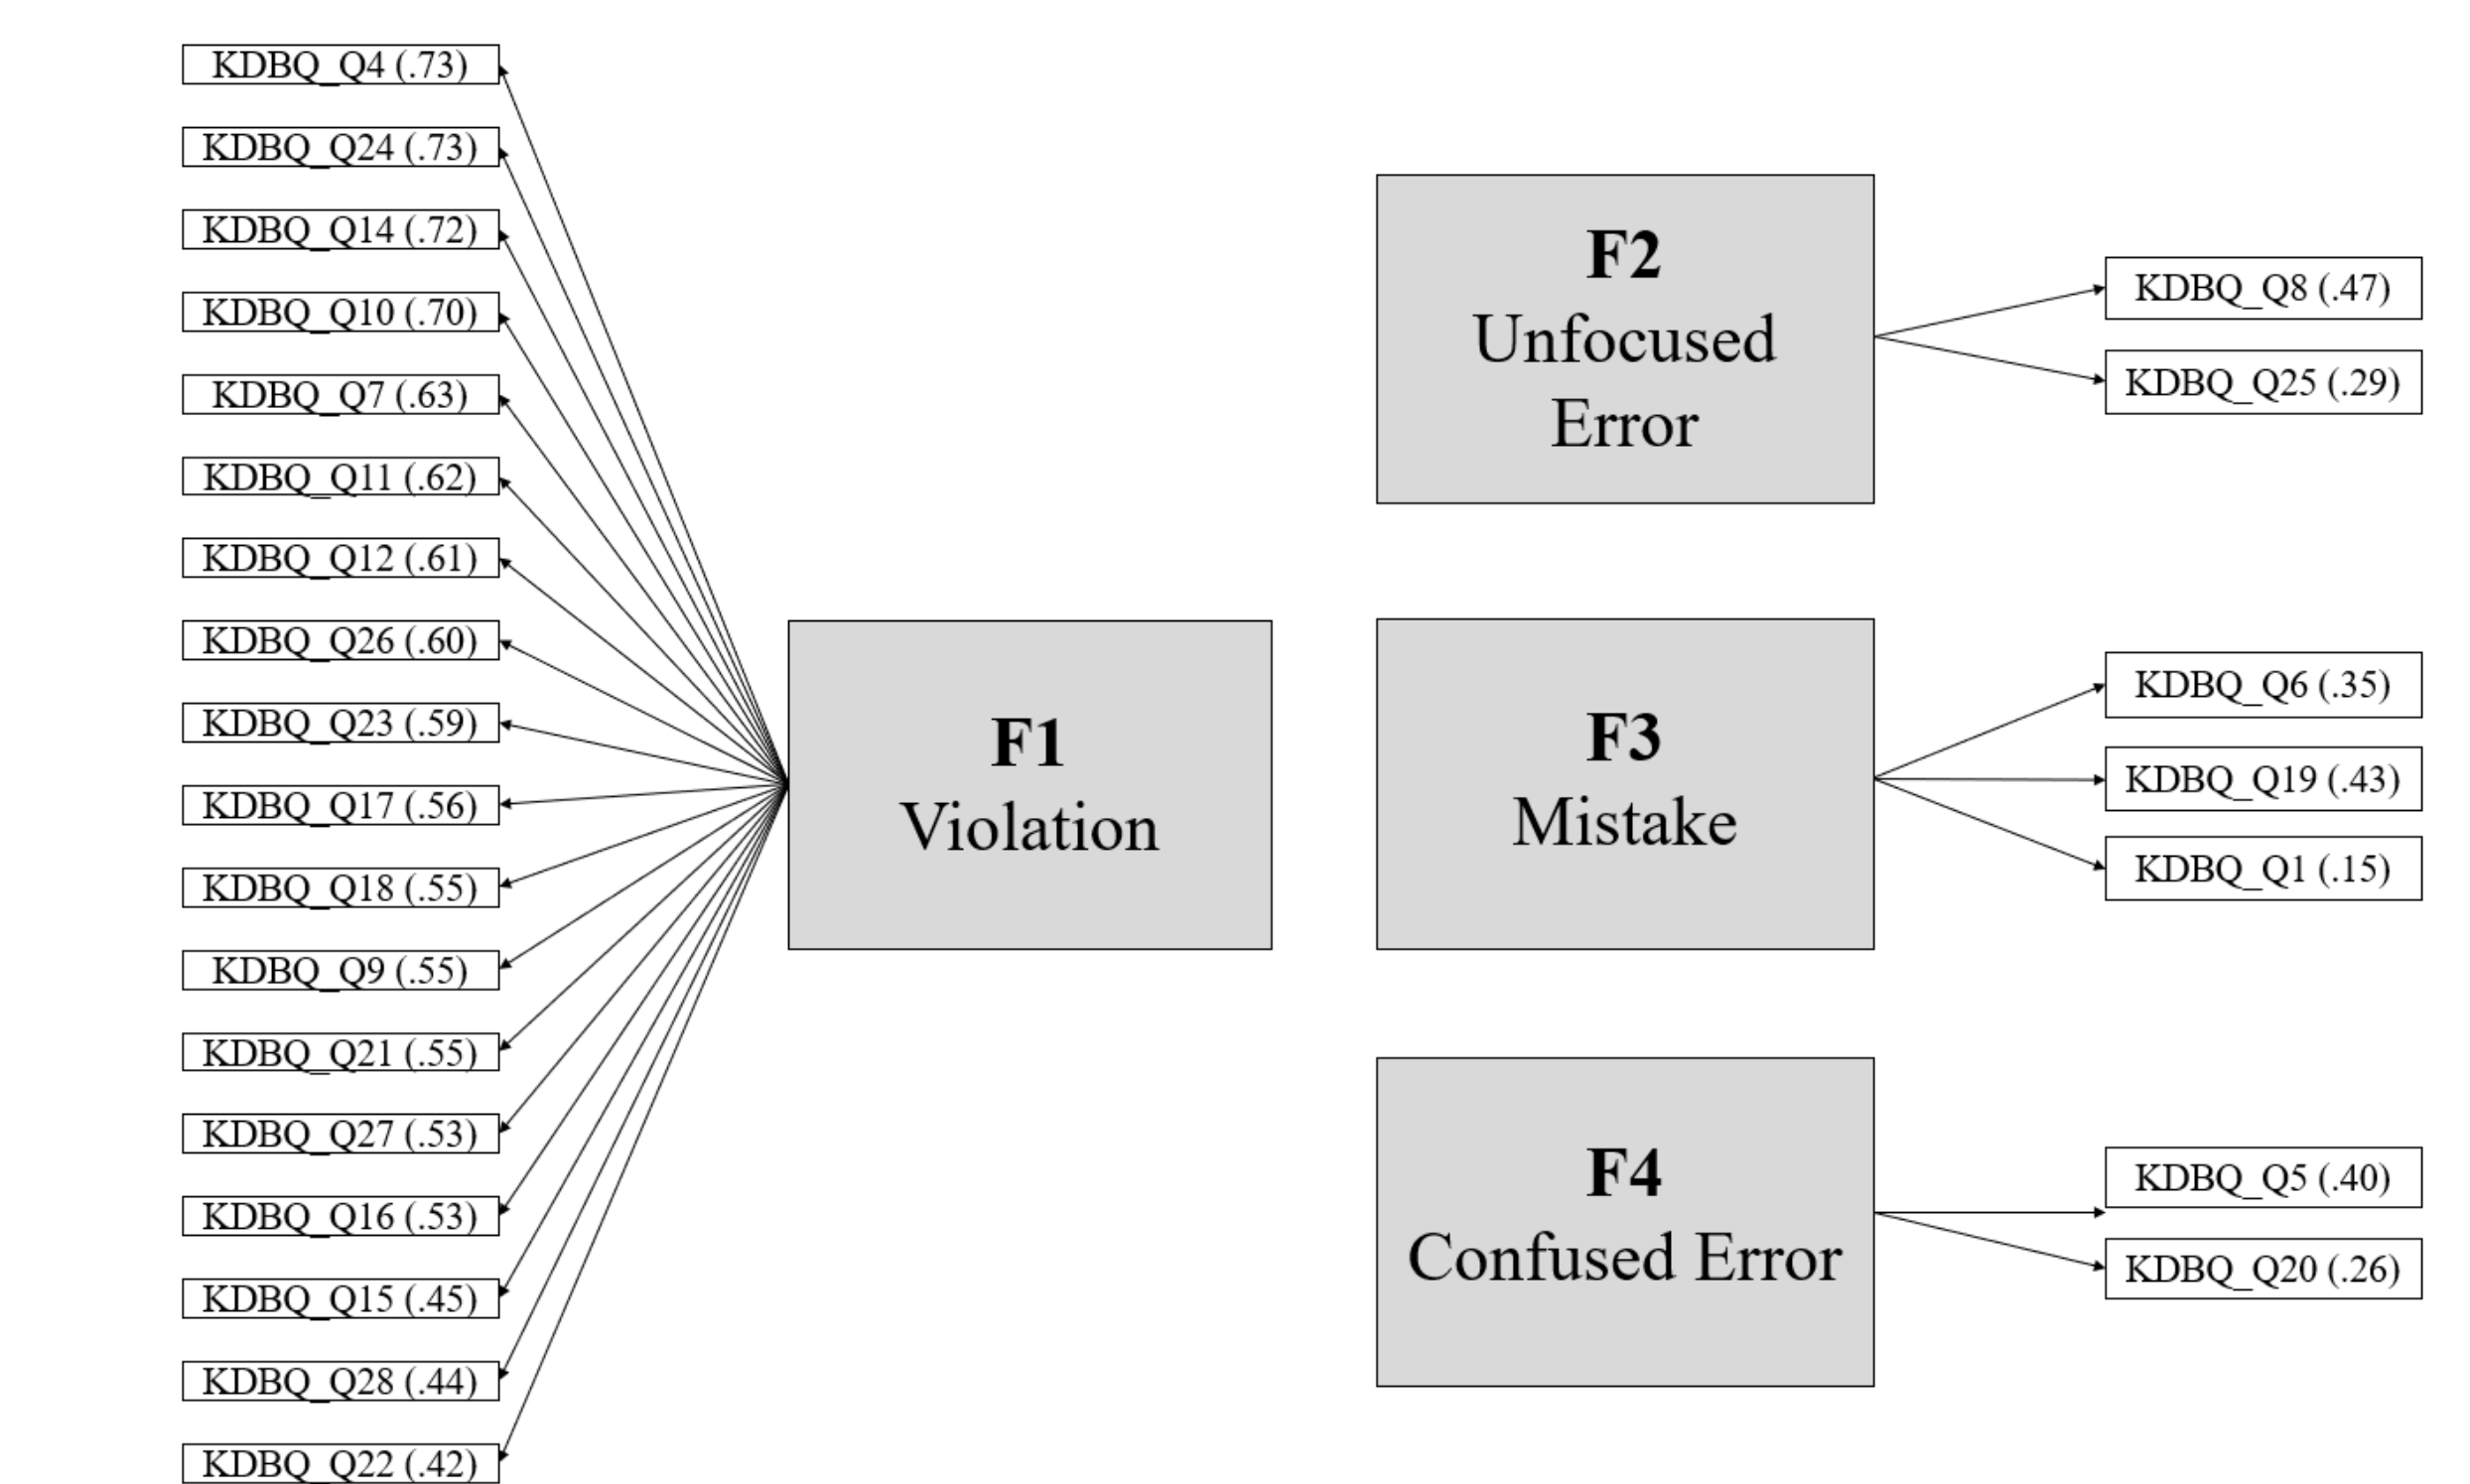 KDBQ_Q4 (.73)
KDBQ_Q24 (.73)
KDBQ_Q14 (.72)
KDBQ_Q10 (.70)
KDBQ_Q7 (.63)
KDBQ_Q11 (.62)
KDBQ_Q12 (.61)
KDBQ_Q26 (.60)
KDBQ_Q23 (.59)
KDBQ_Q17 (.56)
KDBQ_Q18 (.55)
KDBQ_Q9 (.55)
KDBQ_Q21 (.55)
KDBQ_Q27 (.53)
KDBQ_Q16 (.53)
KDBQ_Q15 (.45)
KDBQ_Q28 (.44)
KDBQ_Q22 (.42)
F1
Violation
F2
Unfocused
Error
KDBQ_Q8 (.47)
KDBQ_Q25 (.29)
F3
Mistake
KDBQ_Q6 (.35)
KDBQ_Q19 (.43)
KDBQ_Q1 (.15)
F4
Confused Error
KDBQ_Q5 (.40)
KDBQ_Q20 (.26)